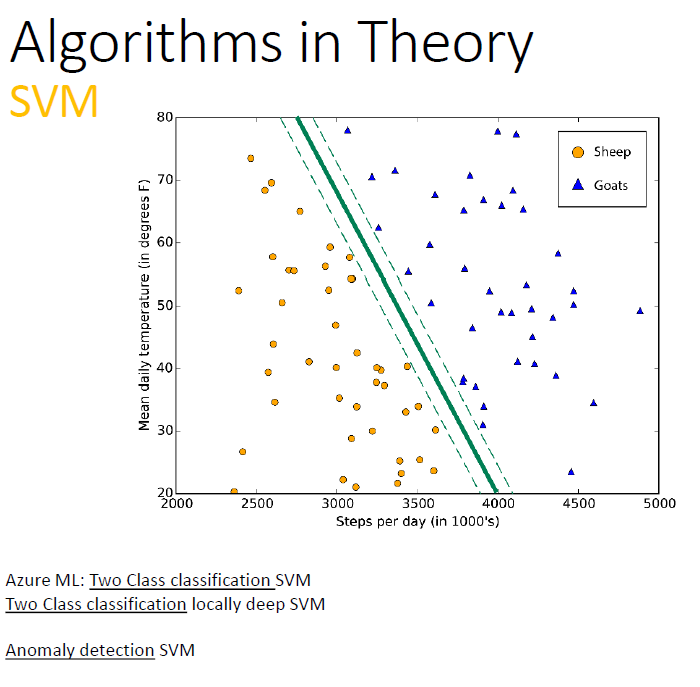 Algorithms in Theory
SVM
80
70
60
50
40
30
20
Mean daily temperature (in degrees F)
Sheep
Goats
2000 2500 3000 3500 4000 4500 5000
Steps per day (in 1000's)
Azure ML: Two Class classification SVM
Two Class classification locally deep SVM
Anomaly detection SVM